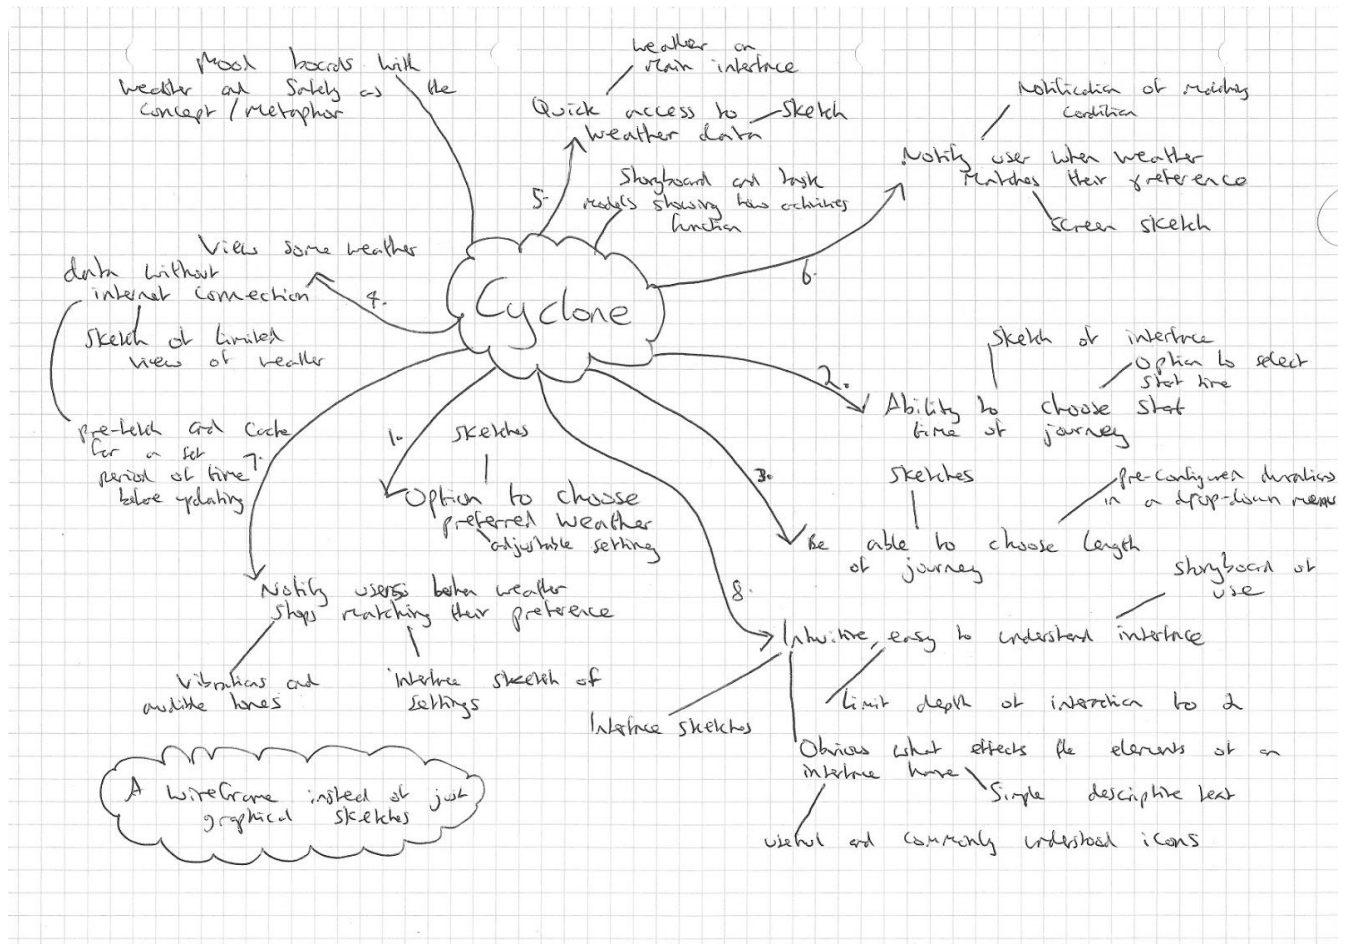 Mood boards with
weather and Safety as the
concept / metaphor
weather on
main interface
Quick access to
weather data
Sketch
5.
Storyboard and task
models showing how activities
function
Notification of matching
condition
Notify user when weather
matches their preference
Screen sketch
6.
View some weather
data without
internet connection
4.
Sketch of limited
view of weather
pre-fetch and cache
for a set
period of time
before updating
Cyclone
2.
Sketch of interface
Option to select
start time
Ability to choose start
time of journey
7.
1.
Sketches
Option to choose
preferred weather
adjustable setting
3.
Sketches
pre-configured durations
in a drop-down menu
Be able to choose length
of journey
Notify users when weather
stops matching their preference
Vibrations and
audible tones
Interface sketch of
settings
8.
Storyboard of
use
Intuitive, easy to understand interface
Interface sketches
Limit depth of interaction to 2
Obvious what effects the elements of an
interface have
Simple descriptive text
useful and commonly understood icons
A wireframe instead of just
graphical sketches